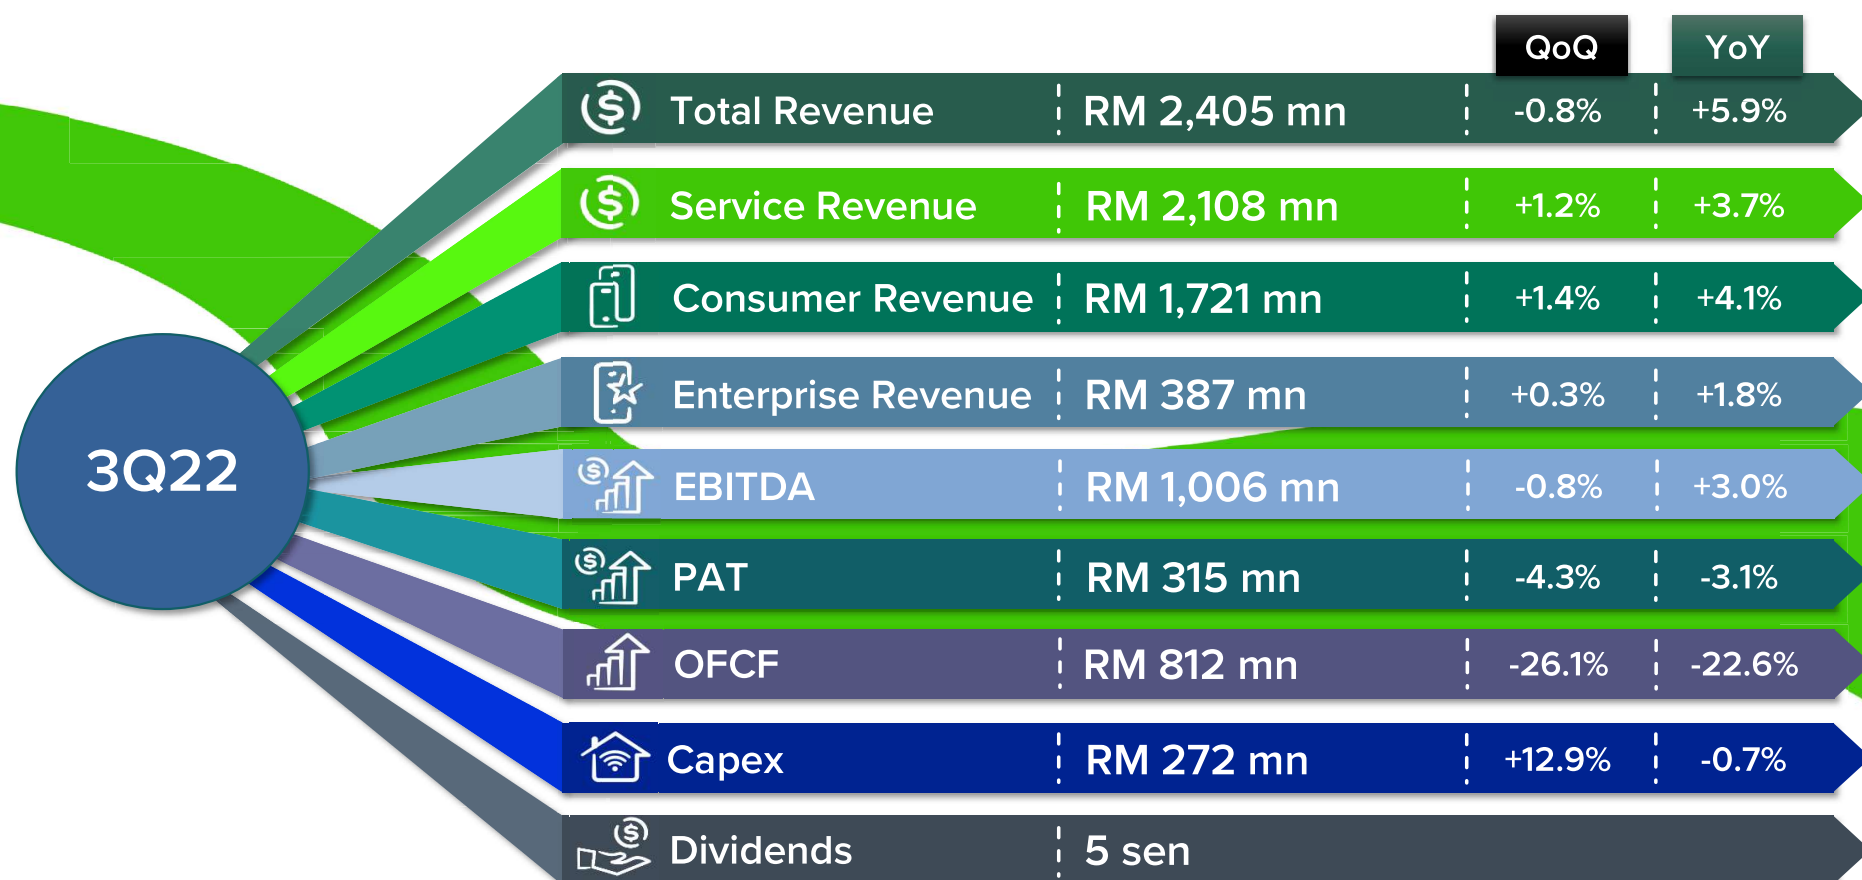 QoQ YoY
Total Revenue RM 2,405 mn -0.8% +5.9%
Service Revenue RM 2,108 mn +1.2% +3.7%
Consumer Revenue RM 1,721 mn +1.4% +4.1%
Enterprise Revenue RM 387 mn +0.3% +1.8%
3Q22
EBITDA RM 1,006 mn -0.8% +3.0%
PAT RM 315 mn -4.3% -3.1%
OFCF RM 812 mn -26.1% -22.6%
Capex RM 272 mn +12.9% -0.7%
Dividends 5 sen